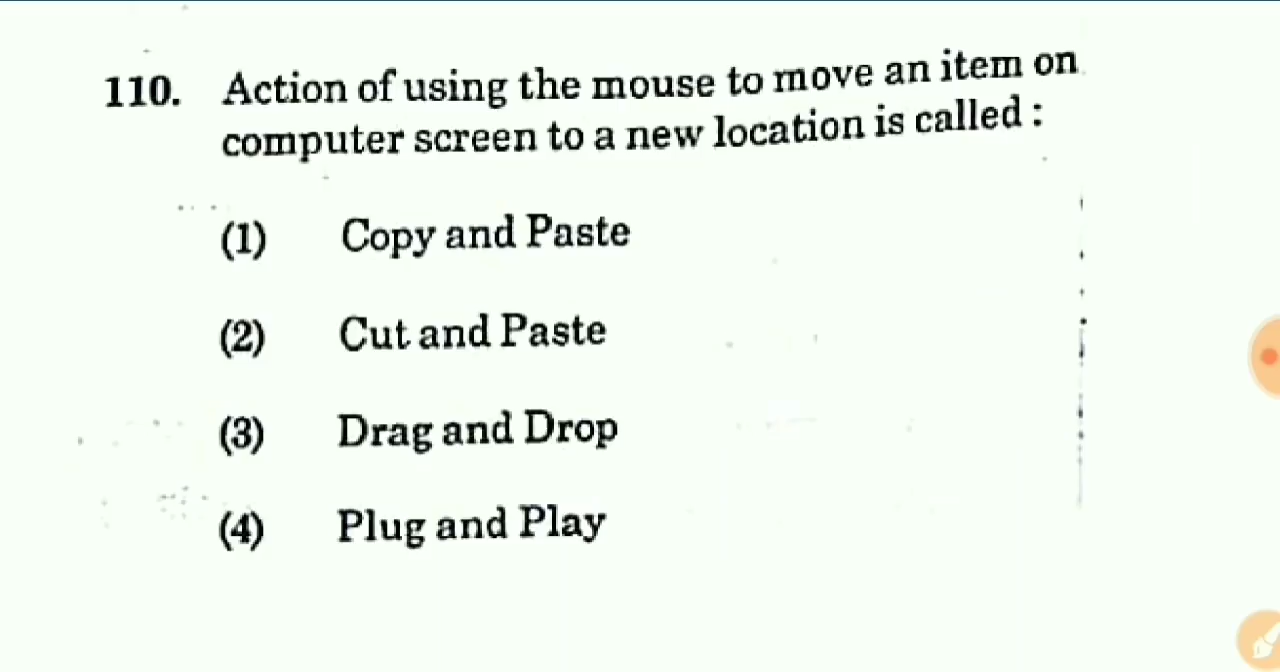 110. Action of using the mouse to move an item on
computer screen to a new location is called :
(1) Copy and Paste
(2) Cut and Paste
(3) Drag and Drop
(4) Plug and Play